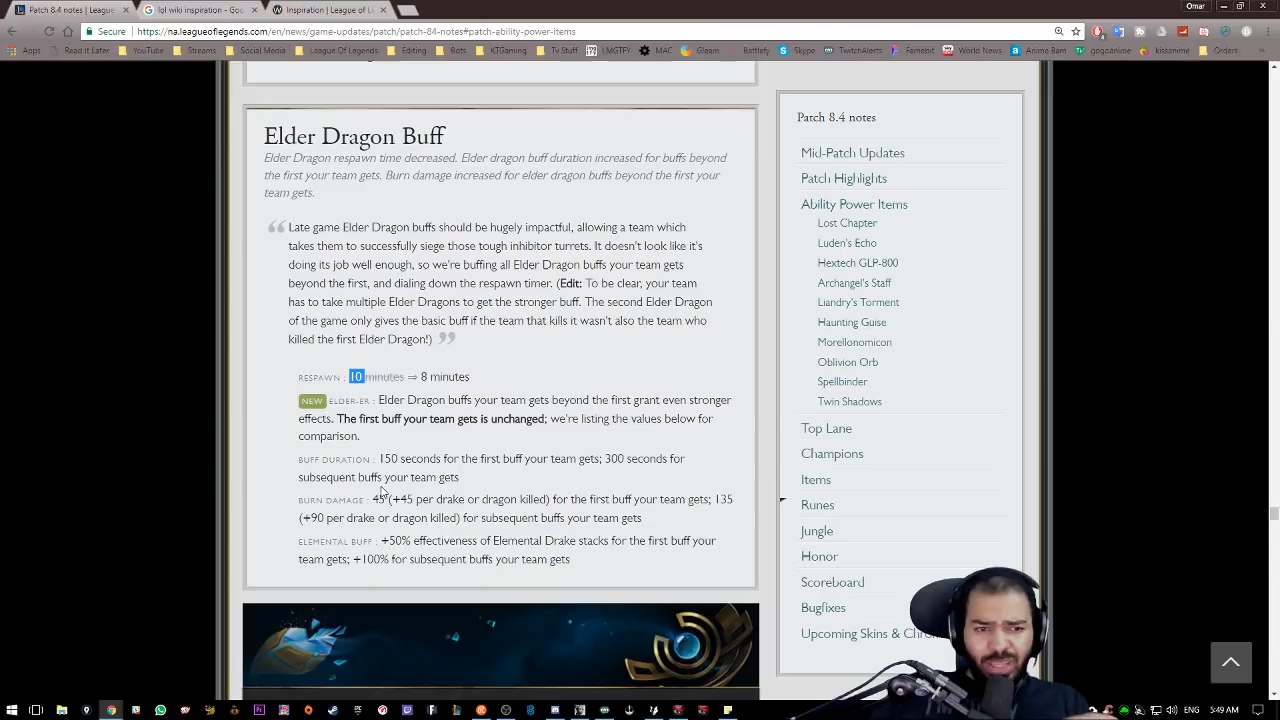 Patch 8.4 notes | League
lol wiki inspiration - Goo
Inspiration | League of L
Omar
Secure
https://na.leagueoflegends.com/en/news/game-updates/patch/patch-84-notes#patch-ability-power-items
Apps
Read It Later
YouTube
Streams
Social Media
League Of Legends
Editing
Bots
KTGaming
Tv Stuff
LMGTFY
MAC
Gleam
Battlefy
Skype
TwitchAlerts
Famebit
World News
Anime Bam
gogoanime
kissanime
Orders
Elder Dragon Buff
Elder Dragon respawn time decreased. Elder dragon buff duration increased for buffs beyond
the first your team gets. Burn damage increased for elder dragon buffs beyond the first your
team gets.
Late game Elder Dragon buffs should be hugely impactful, allowing a team which
takes them to successfully siege those tough inhibitor turrets. It doesn't look like it's
doing its job well enough, so we're buffing all Elder Dragon buffs your team gets
beyond the first, and dialing down the respawn timer. (Edit: To be clear, your team
has to take multiple Elder Dragons to get the stronger buff. The second Elder Dragon
of the game only gives the basic buff if the team that kills it wasn't also the team who
killed the first Elder Dragon!)
RESPAWN : 10 minutes ⇒ 8 minutes
NEW ELDER-ER : Elder Dragon buffs your team gets beyond the first grant even stronger
effects. The first buff your team gets is unchanged; we're listing the values below for
comparison.
BUFF DURATION : 150 seconds for the first buff your team gets; 300 seconds for
subsequent buffs your team gets
BURN DAMAGE : 45 (+45 per drake or dragon killed) for the first buff your team gets; 135
(+90 per drake or dragon killed) for subsequent buffs your team gets
ELEMENTAL BUFF : +50% effectiveness of Elemental Drake stacks for the first buff your
team gets; +100% for subsequent buffs your team gets
Patch 8.4 notes
Mid-Patch Updates
Patch Highlights
Ability Power Items
Lost Chapter
Luden's Echo
Hextech GLP-800
Archangel's Staff
Liandry's Torment
Haunting Guise
Morellonomicon
Oblivion Orb
Spellbinder
Twin Shadows
Top Lane
Champions
Items
Runes
Jungle
Honor
Scoreboard
Bugfixes
Upcoming Skins & Chro
ENG
5:49 AM